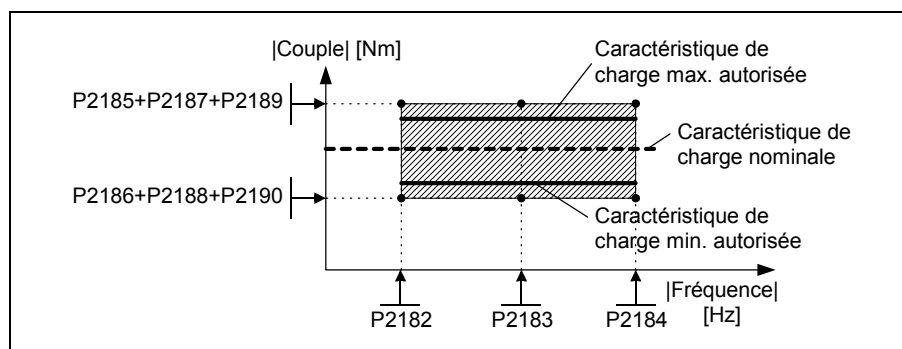 |Couple| [Nm]
Caractéristique de
charge max. autorisée
P2185+P2187+P2189
Caractéristique de
charge nominale
P2186+P2188+P2190
Caractéristique de
charge min. autorisée
|Fréquence|
[Hz]
P2182
P2183
P2184